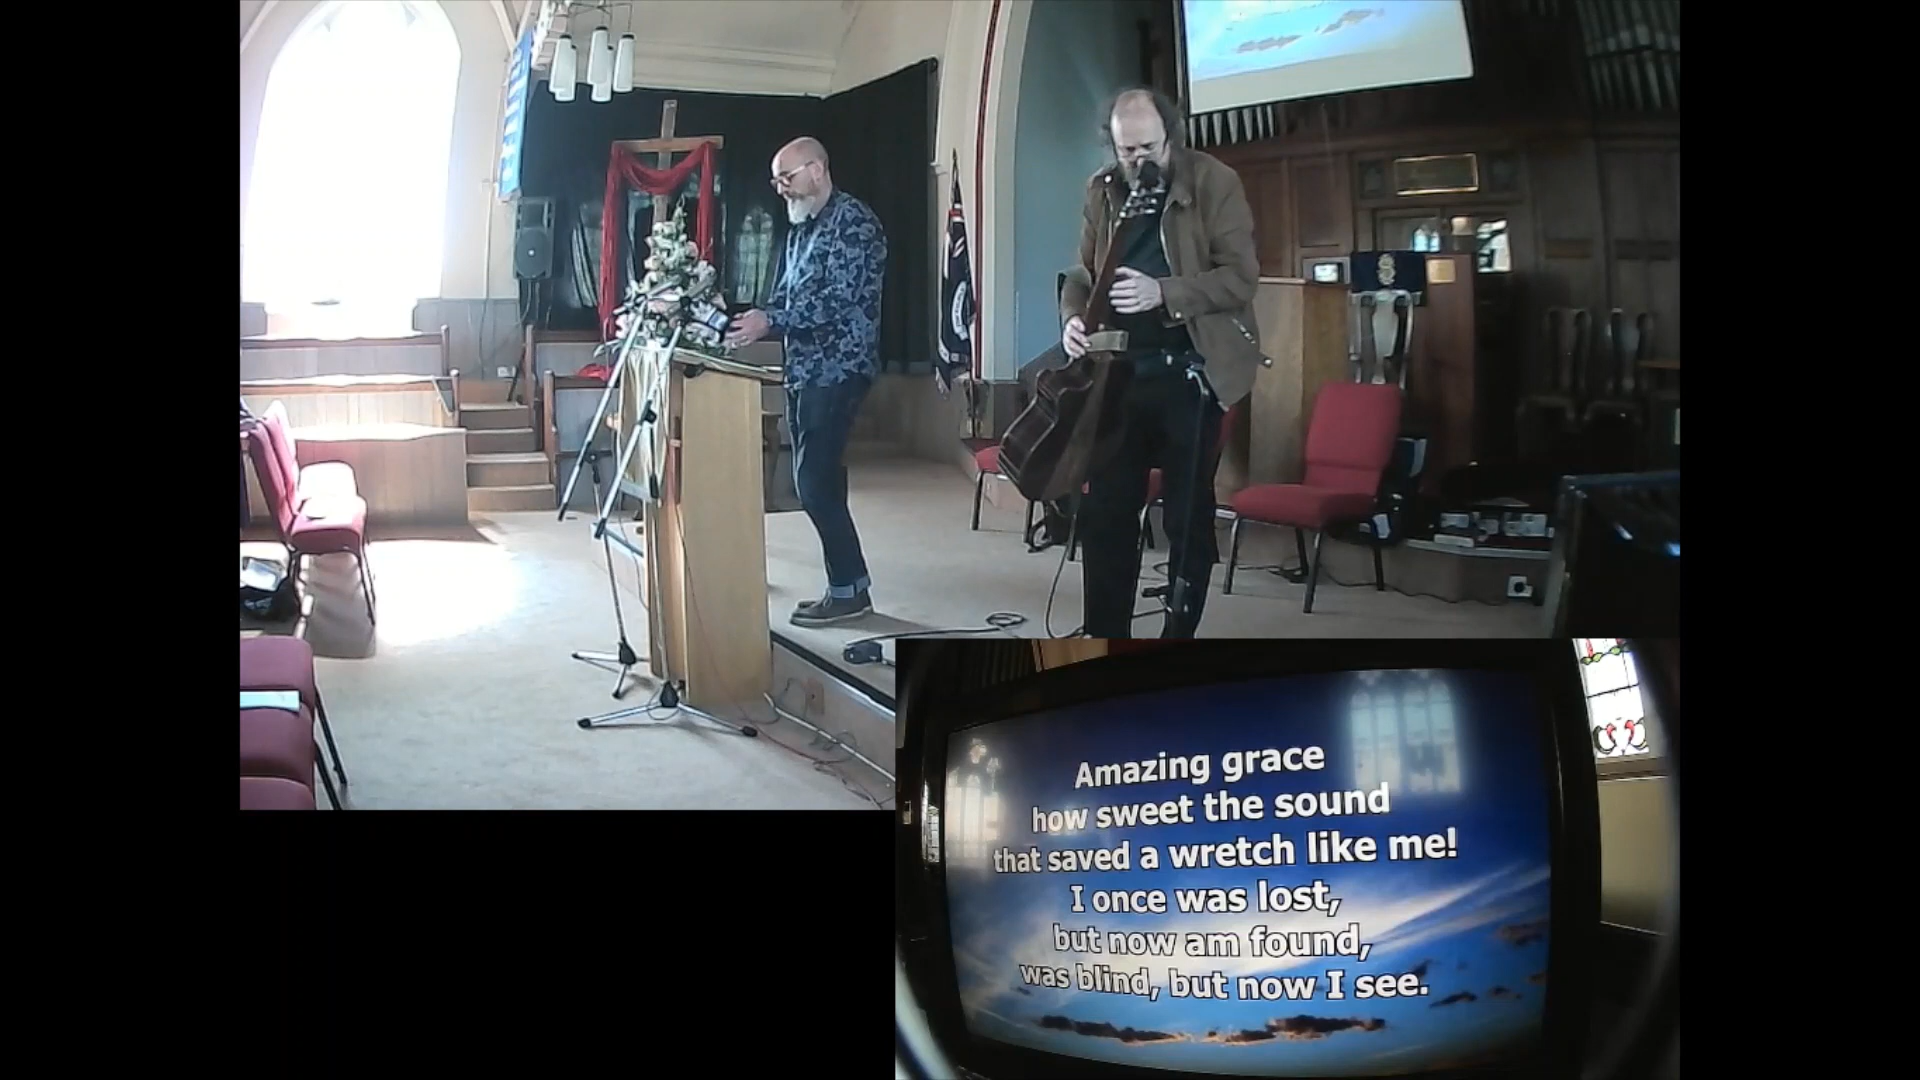 Amazing grace
how sweet the sound
that saved a wretch like me!
I once was lost,
but now am found,
was blind, but now I see.